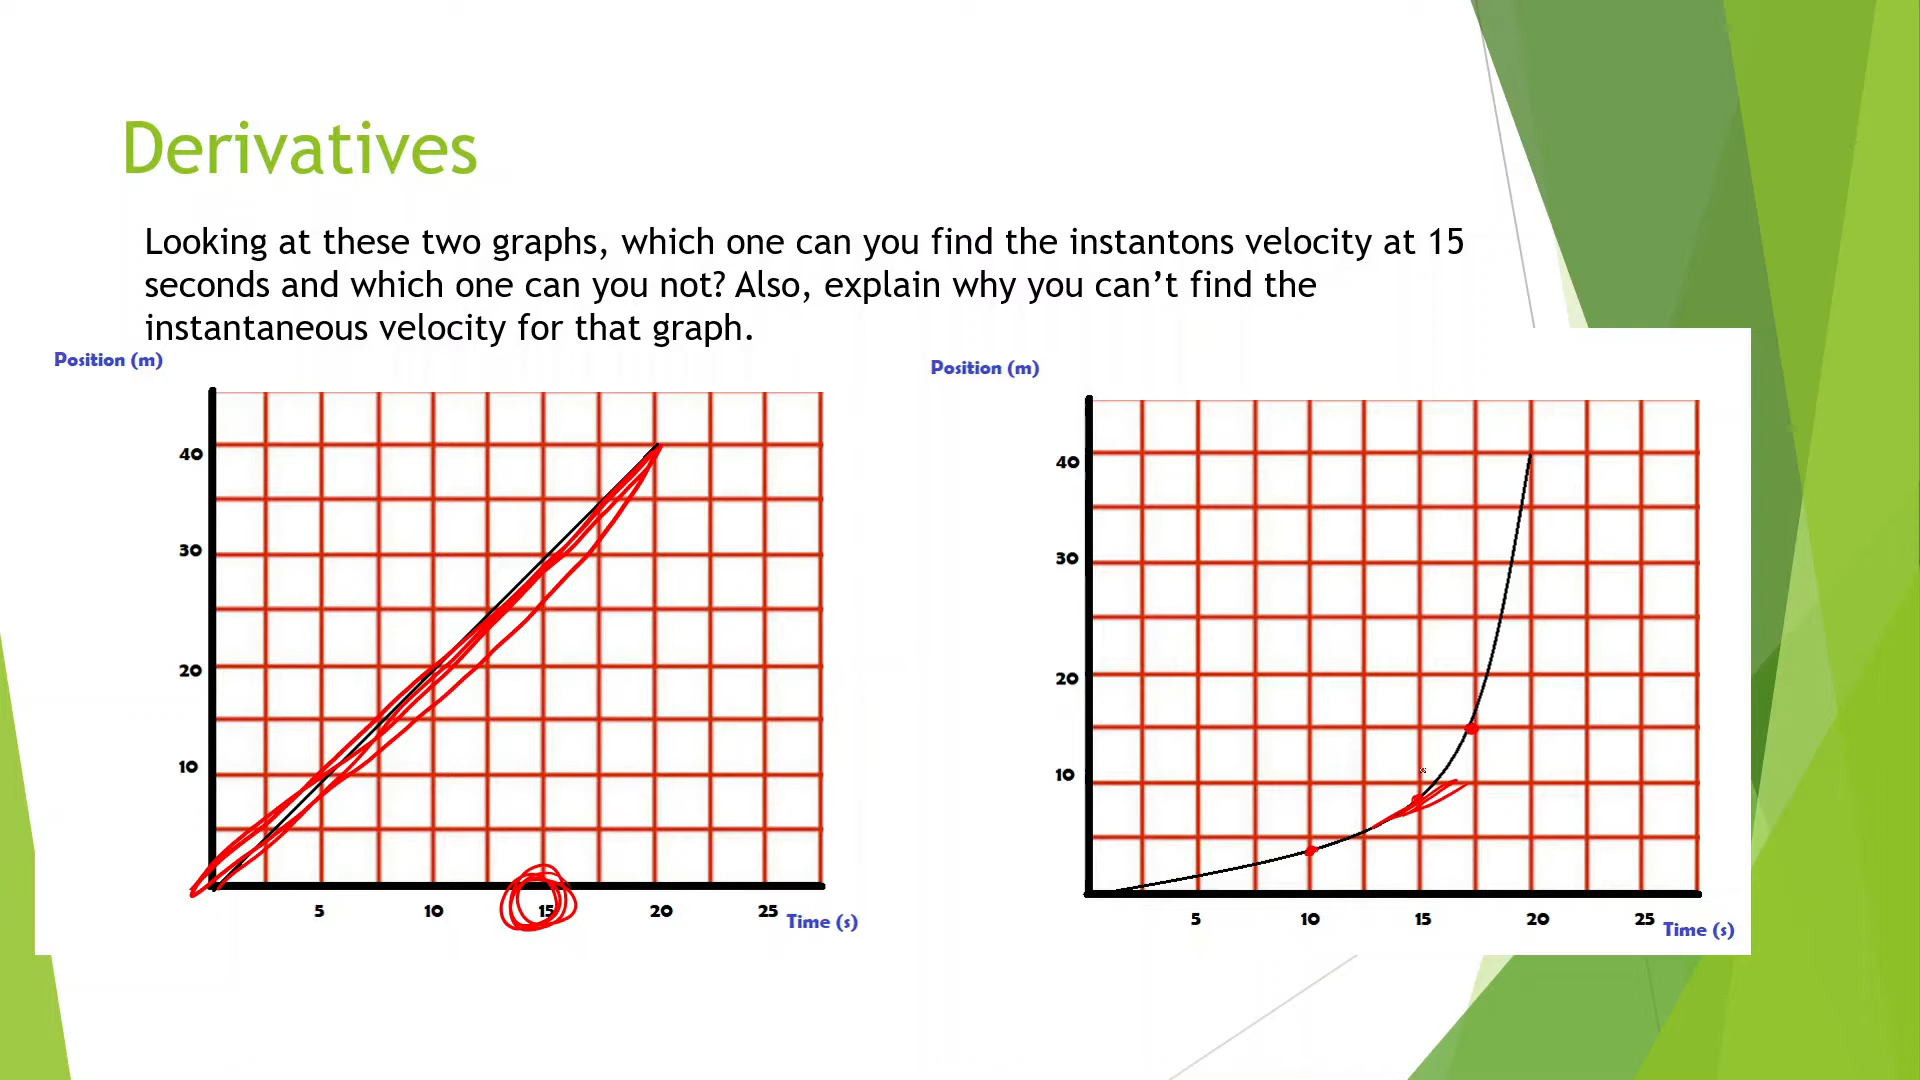 Derivatives
Looking at these two graphs, which one can you find the instantons velocity at 15
seconds and which one can you not? Also, explain why you can’t find the
instantaneous velocity for that graph.
Position (m)
40
30
20
10
5 10 15 20 25 Time (s)
Position (m)
40
30
20
10
5 10 15 20 25 Time (s)